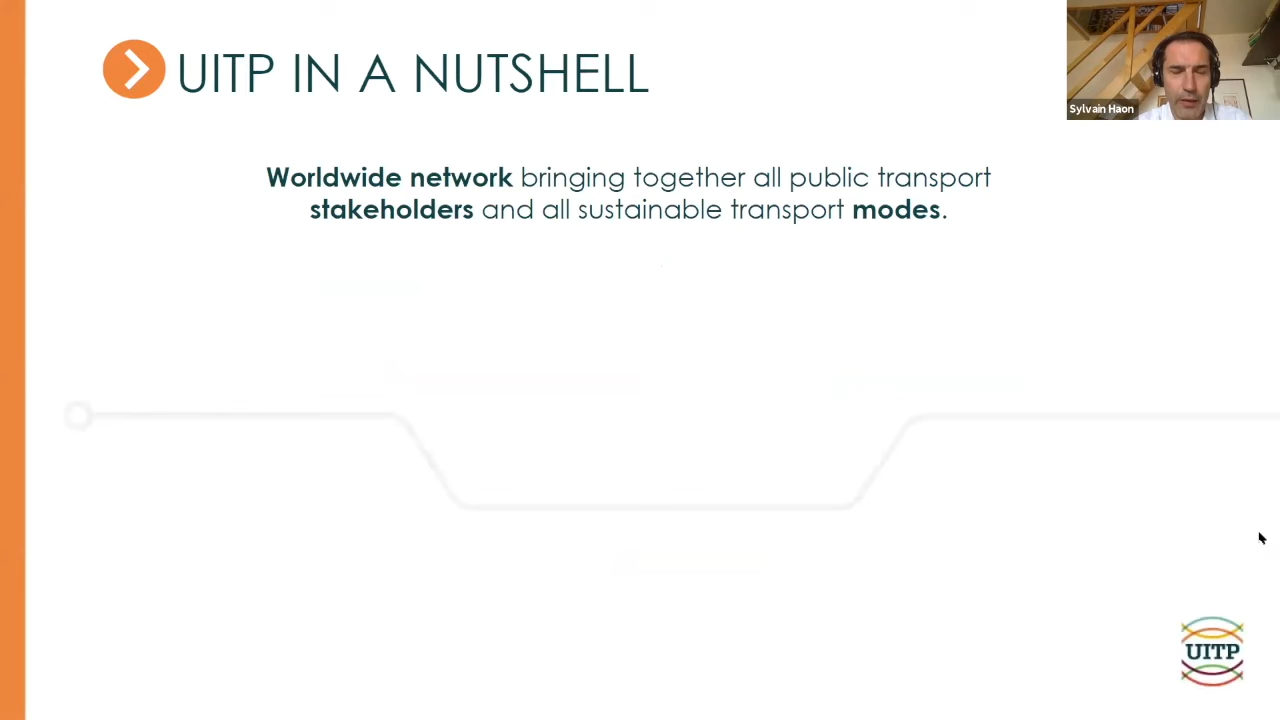 UITP IN A NUTSHELL
Sylvain Haon
Worldwide network bringing together all public transport
stakeholders and all sustainable transport modes.
UITP